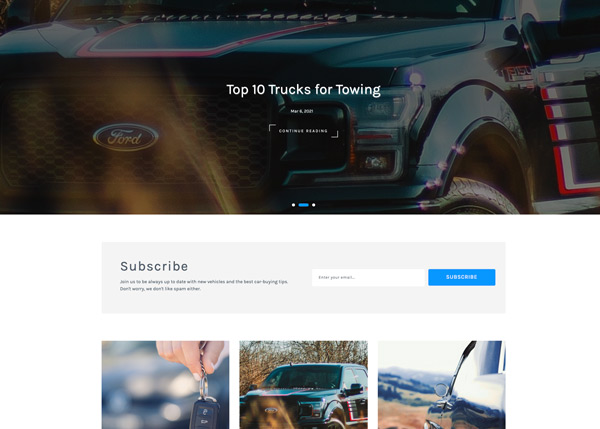 Top 10 Trucks for Towing
Mar 6, 2021
CONTINUE READING
Ford
Subscribe
Join us to be always up to date with new vehicles and the best car-buying tips.
Don't worry, we don't like spam either.
Enter your email...
SUBSCRIBE